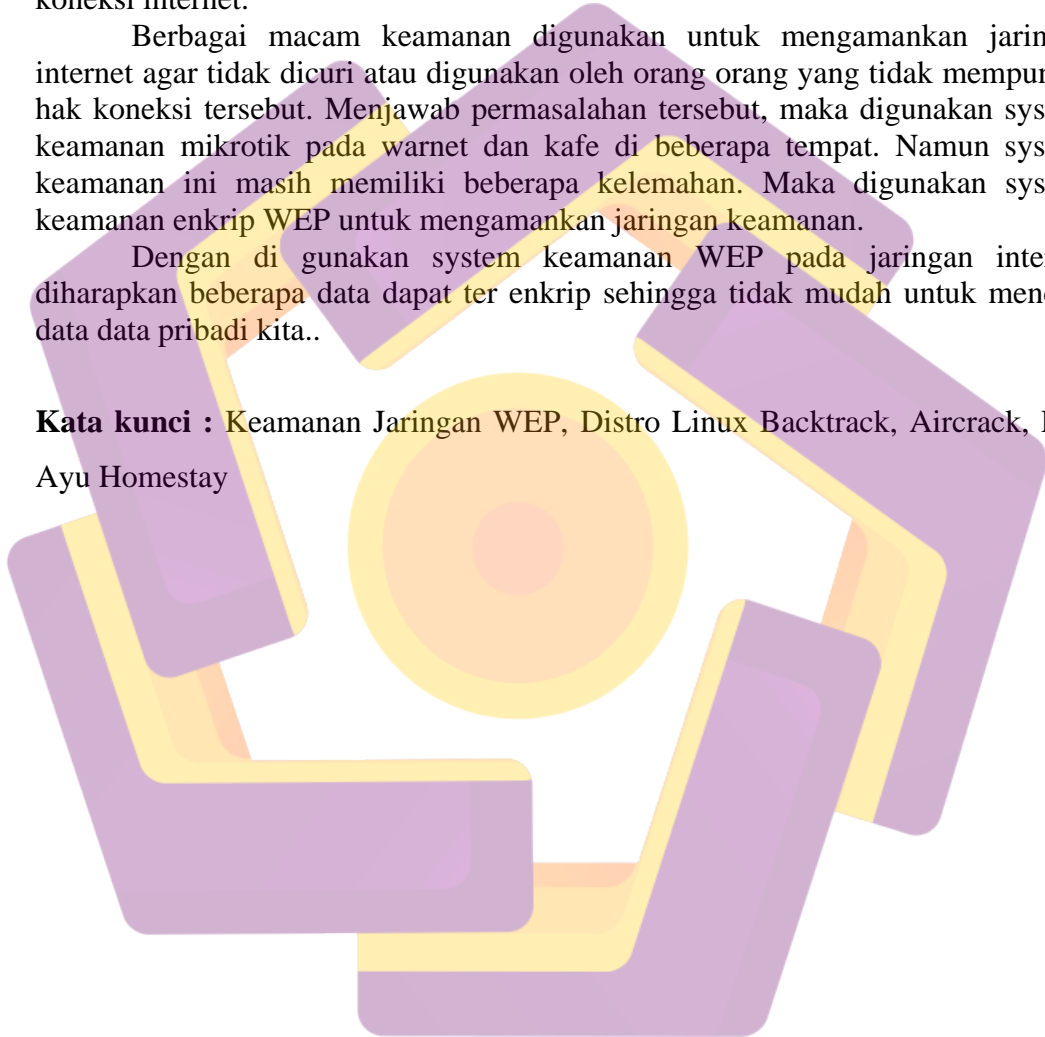 koneksi internet.
Berbagai macam keamanan digunakan untuk mengamankan jarin
internet agar tidak dicuri atau digunakan oleh orang orang yang tidak mempun
hak koneksi tersebut. Menjawab permasalahan tersebut, maka digunakan sys
keamanan mikrotik pada warnet dan kafe di beberapa tempat. Namun sys
keamanan ini masih memiliki beberapa kelemahan. Maka digunakan sys
keamanan enkrip WEP untuk mengamankan jaringan keamanan.
Dengan di gunakan system keamanan WEP pada jaringan inter
diharapkan beberapa data dapat ter enkrip sehingga tidak mudah untuk menc
data data pribadi kita..
Kata kunci : Keamanan Jaringan WEP, Distro Linux Backtrack, Aircrack,
Ayu Homestay